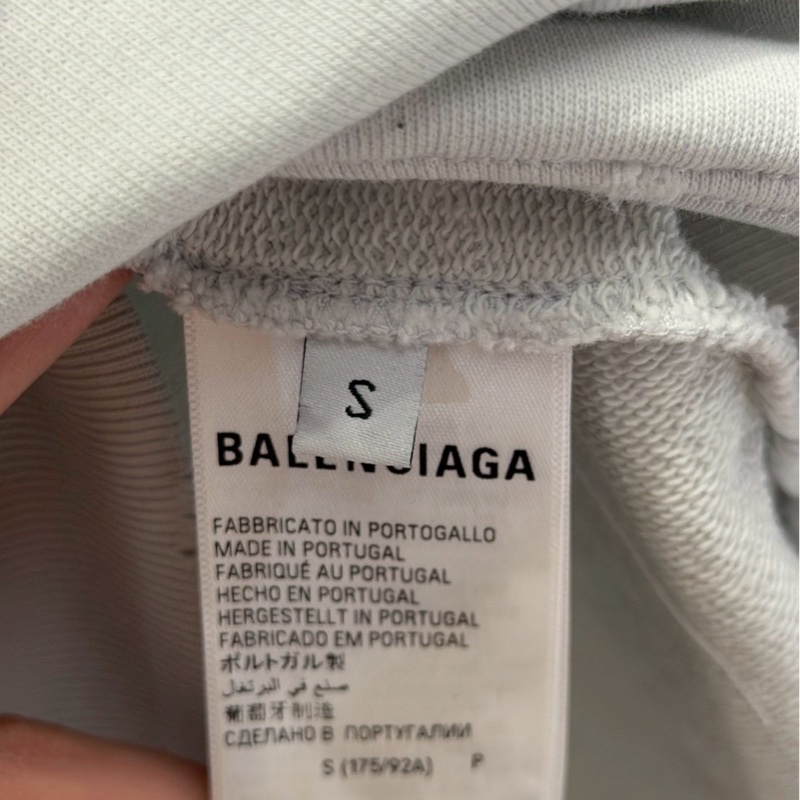 S
BALENCIAGA
FABBRICATO IN PORTOGALLO
MADE IN PORTUGAL
FABRIQUÉ AU PORTUGAL
HECHO EN PORTUGAL
HERGESTELLT IN PORTUGAL
FABRICADO EM PORTUGAL
ポルトガル製
صنع في البرتغال
葡萄牙制造
СДЕЛАНО В ПОРТУГАЛИИ
S (175/92A) P